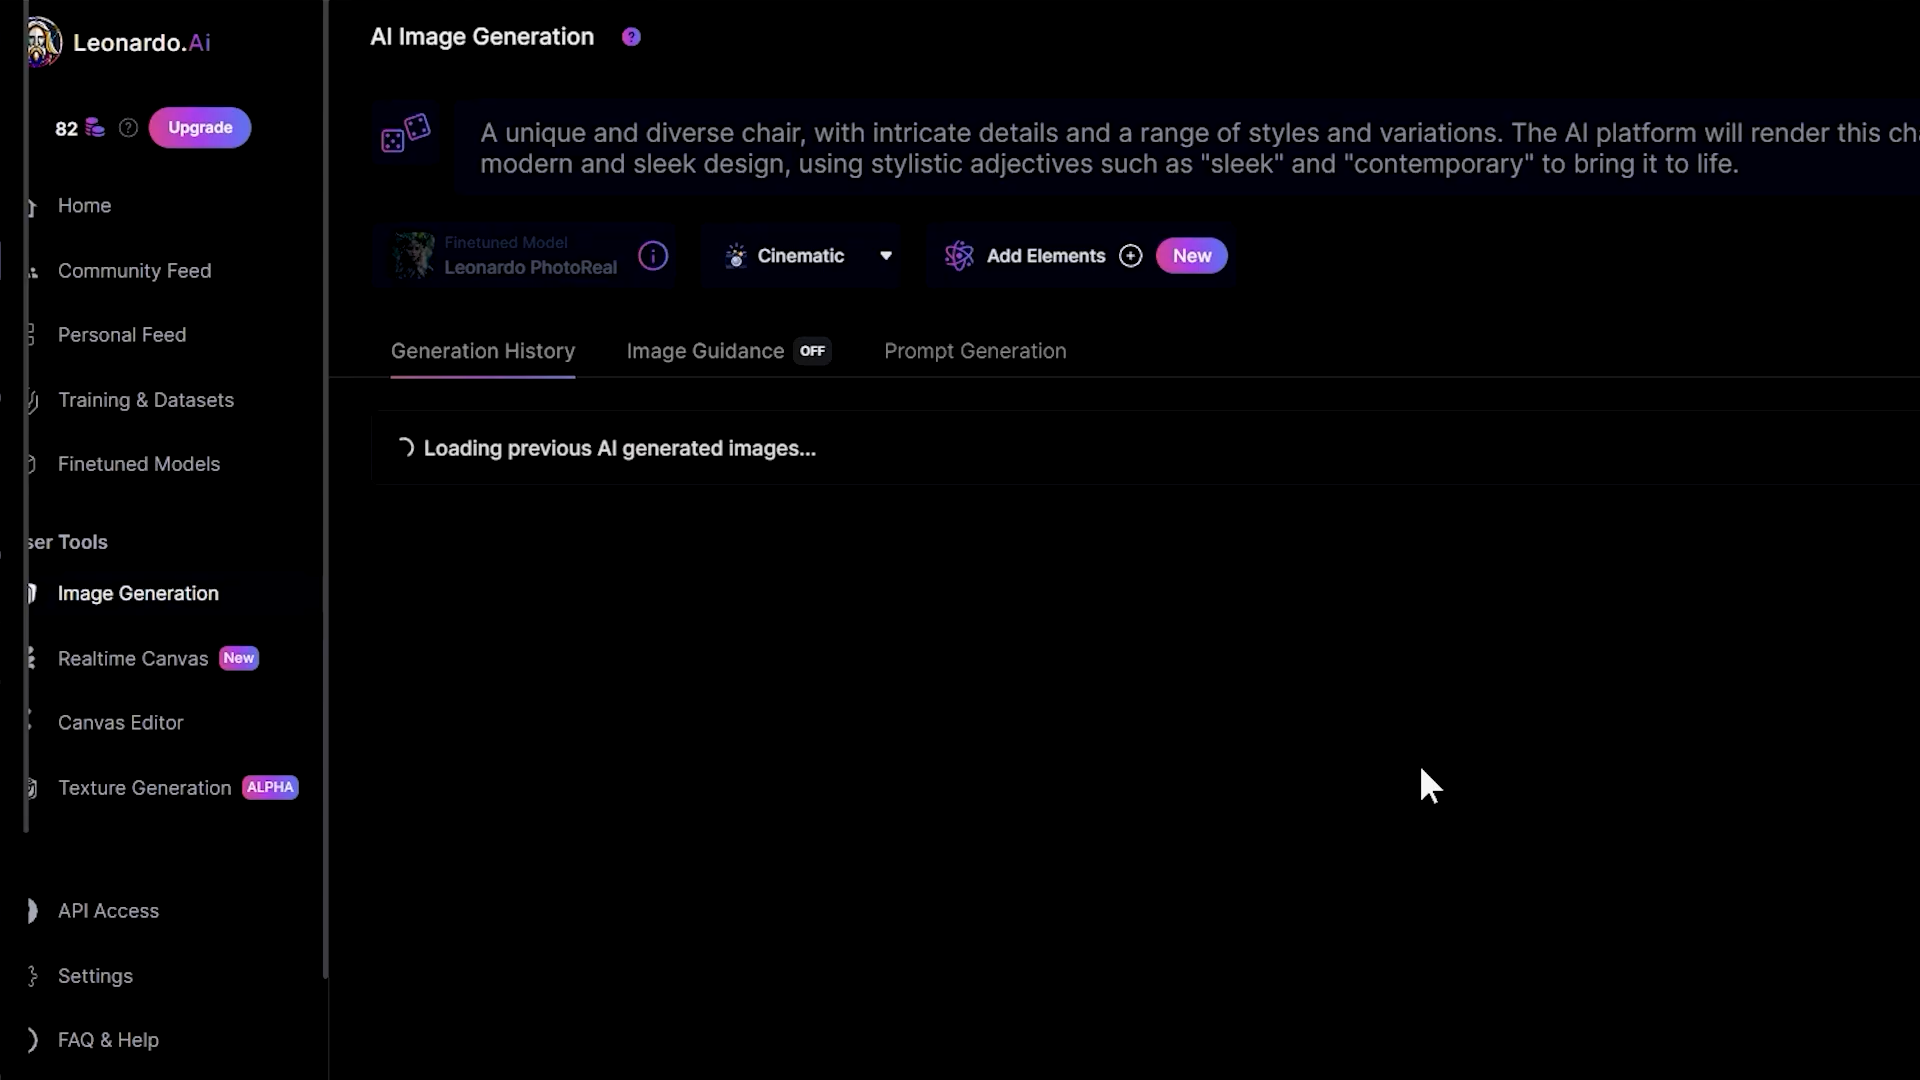 Leonardo.Ai
82
Upgrade
Home
Community Feed
Personal Feed
Training & Datasets
Finetuned Models
ser Tools
Image Generation
Realtime Canvas New
Canvas Editor
Texture Generation ALPHA
API Access
Settings
FAQ & Help
AI Image Generation ?
A unique and diverse chair, with intricate details and a range of styles and variations. The AI platform will render this
modern and sleek design, using stylistic adjectives such as "sleek" and "contemporary" to bring it to life.
Finetuned Model
Leonardo PhotoReal
Cinematic
Add Elements New
Generation History
Image Guidance OFF
Prompt Generation
Loading previous AI generated images...